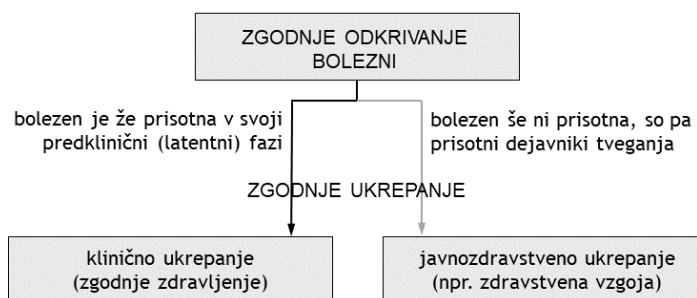 ZGODNJE ODKRIVANJE
BOLEZNI
bolezen je že prisotna v svoji
predklinični (latentni) fazi
bolezen še ni prisotna, so pa
prisotni dejavniki tveganja
ZGODNJE UKREPANJE
klinično ukrepanje
(zgodnje zdravljenje)
javnozdravstveno ukrepanje
(npr. zdravstvena vzgoja)